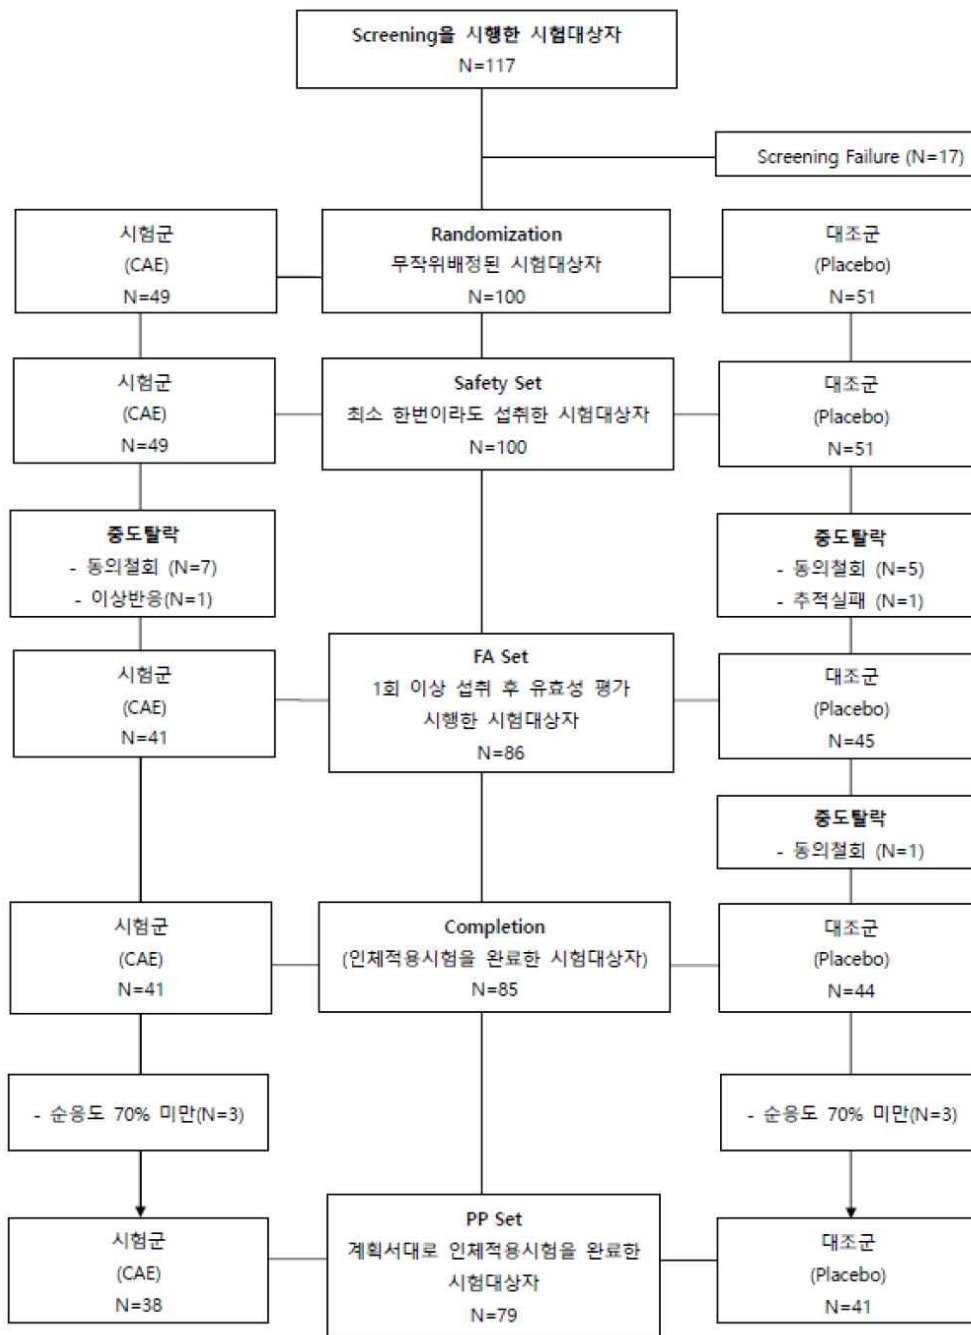 Screening을 시행한 시험대상자
N=117
Screening Failure (N=17)
시험군
(CAE)
N=49
Randomization
무작위배정된 시험대상자
N=100
대조군
(Placebo)
N=51
시험군
(CAE)
N=49
Safety Set
최소 한번이라도 섭취한 시험대상자
N=100
대조군
(Placebo)
N=51
중도탈락
- 동의철회 (N=7)
- 이상반응(N=1)
중도탈락
- 동의철회 (N=5)
- 추적실패 (N=1)
시험군
(CAE)
N=41
FA Set
1회 이상 섭취 후 유효성 평가
시행한 시험대상자
N=86
대조군
(Placebo)
N=45
중도탈락
- 동의철회 (N=1)
시험군
(CAE)
N=41
Completion
(인체적용시험을 완료한 시험대상자)
N=85
대조군
(Placebo)
N=44
- 순응도 70% 미만(N=3)
- 순응도 70% 미만(N=3)
시험군
(CAE)
N=38
PP Set
계획서대로 인체적용시험을 완료한
시험대상자
N=79
대조군
(Placebo)
N=41